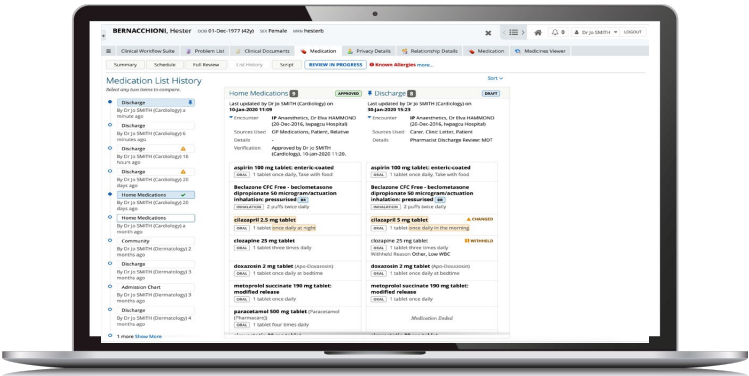 BERNACCHIONI, Hester DOB 01-Dec-1977 (42y) SEX Female NHI# hesterb
0 Dr Jo SMITH LOGOUT
Clinical Workflow Suite Problem List Clinical Documents Medication Privacy Details Relationship Details Medication Medicines Viewer
Summary Schedule Full Review List History Script REVIEW IN PROGRESS Known Allergies more...
Medication List History
Select any two items to compare.
Sort
Discharge
By Dr Jo SMITH (Cardiology) a
minute ago
Discharge
By Dr Jo SMITH (Cardiology) 6
minutes ago
Discharge
By Dr Jo SMITH (Cardiology) 16
hours ago
Discharge
By Dr Jo SMITH (Cardiology) 20
days ago
Home Medications
By Dr Jo SMITH (Cardiology) 20
days ago
Home Medications
By Dr Jo SMITH (Cardiology) a
month ago
Community
By Dr Jo SMITH (Dermatology) 2
months ago
Discharge
By Dr Jo SMITH (Dermatology) 3
months ago
Admission Chart
By Dr Jo SMITH (Dermatology) 3
months ago
Discharge
By Dr Jo SMITH (Dermatology) 4
months ago
1 more Show More
Home Medications 9 APPROVED
Last updated by Dr Jo SMITH (Cardiology) on
10-Jan-2020 11:09
Encounter IP Anaesthetics, Dr Elva HAMMOND
(20-Dec-2016, Iwpagcu Hospital)
Sources Used GP Medications, Patient, Relative
Details -
Verification Approved by Dr Jo SMITH
(Cardiology), 10-Jan-2020 11:20.
aspirin 100 mg tablet: enteric-coated
ORAL 1 tablet once daily, Take with food
Beclazone CFC Free - beclometasone
dipropionate 50 microgram/actuation
inhalation: pressurised BR
INHALATION 2 puffs twice daily
cilazapril 2.5 mg tablet
ORAL 1 tablet once daily at night
clozapine 25 mg tablet
ORAL 1 tablet three times daily
doxazosin 2 mg tablet (Apo-Doxazosin)
ORAL 1 tablet once daily at bedtime
metoprolol succinate 190 mg tablet:
modified release
ORAL 1 tablet once daily
paracetamol 500 mg tablet (Paracetamol
(Pharmacare))
ORAL 1 tablet four times daily
Discharge 8 DRAFT
Last updated by Dr Jo SMITH (Cardiology) on
30-Jan-2020 15:23
Encounter IP Anaesthetics, Dr Elva HAMMOND
(20-Dec-2016, Iwpagcu Hospital)
Sources Used Carer, Clinic Letter, Patient
Details Pharmacist Discharge Review: MDT
aspirin 100 mg tablet: enteric-coated
ORAL 1 tablet once daily, Take with food
Beclazone CFC Free - beclometasone
dipropionate 50 microgram/actuation
inhalation: pressurised BR
INHALATION 2 puffs twice daily
cilazapril 5 mg tablet CHANGED
ORAL 1 tablet once daily in the morning
clozapine 25 mg tablet WITHHELD
ORAL 1 tablet three times daily
Withheld Reason Other, Low WBC
doxazosin 2 mg tablet (Apo-Doxazosin)
ORAL 1 tablet once daily at bedtime
metoprolol succinate 190 mg tablet:
modified release
ORAL 1 tablet once daily
Medication Ended